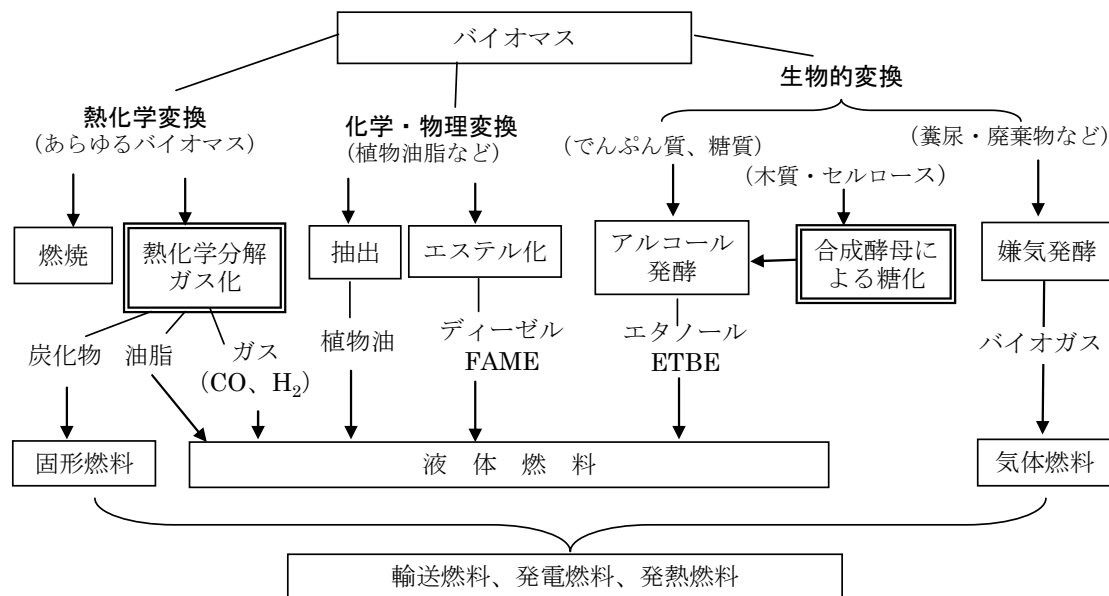 バイオマス
生物的変換
熱化学変換
(あらゆるバイオマス)
化学・物理変換
(植物油脂など)
(でんぷん質、糖質)
(糞尿・廃棄物など)
(木質・セルロース)
燃焼
熱化学分解
ガス化
抽出
エステル化
アルコール
発酵
合成酵母に
よる糖化
嫌気発酵
炭化物
油脂
ガス
(CO、H₂)
植物油
ディーゼル
FAME
エタノール
ETBE
バイオガス
固形燃料
液 体 燃 料
気体燃料
輸送燃料、発電燃料、発熱燃料